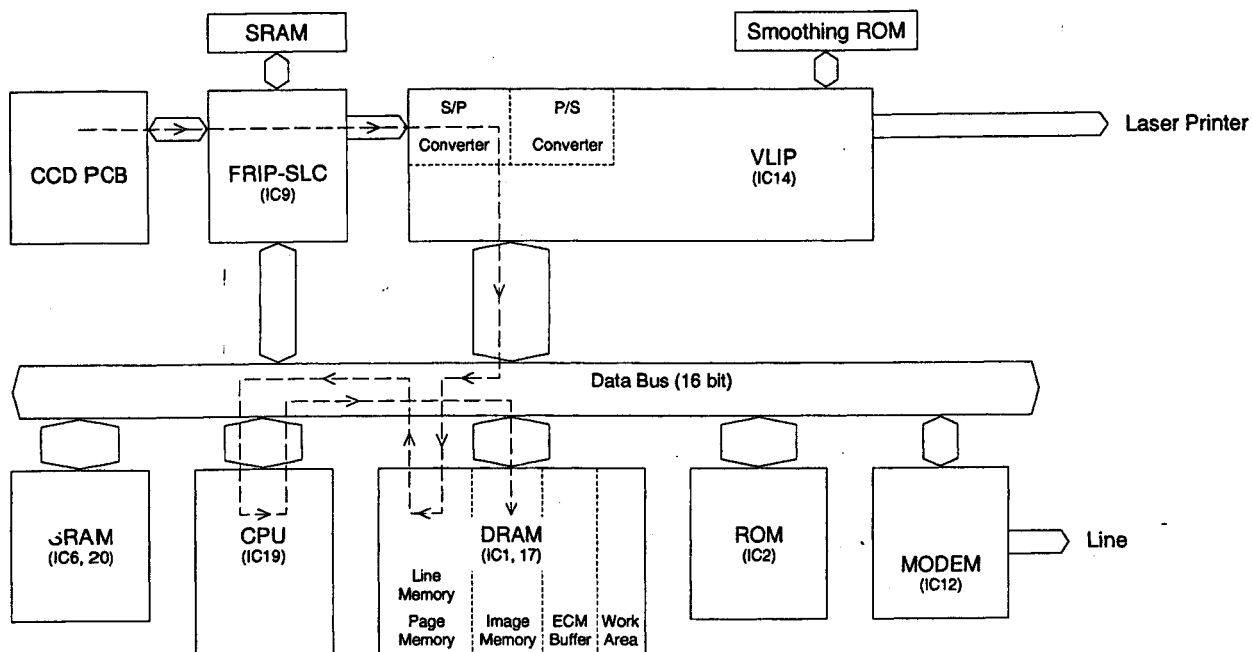 SRAM
Smoothing ROM
CCD PCB
FRIP-SLC
(IC9)
S/P
Converter
P/S
Converter
VLIP
(IC14)
Laser Printer
Data Bus (16 bit)
SRAM
(IC6, 20)
CPU
(IC19)
DRAM
(IC1, 17)
Line
Memory
Page
Memory
Image
Memory
ECM
Buffer
Work
Area
ROM
(IC2)
MODEM
(IC12)
Line